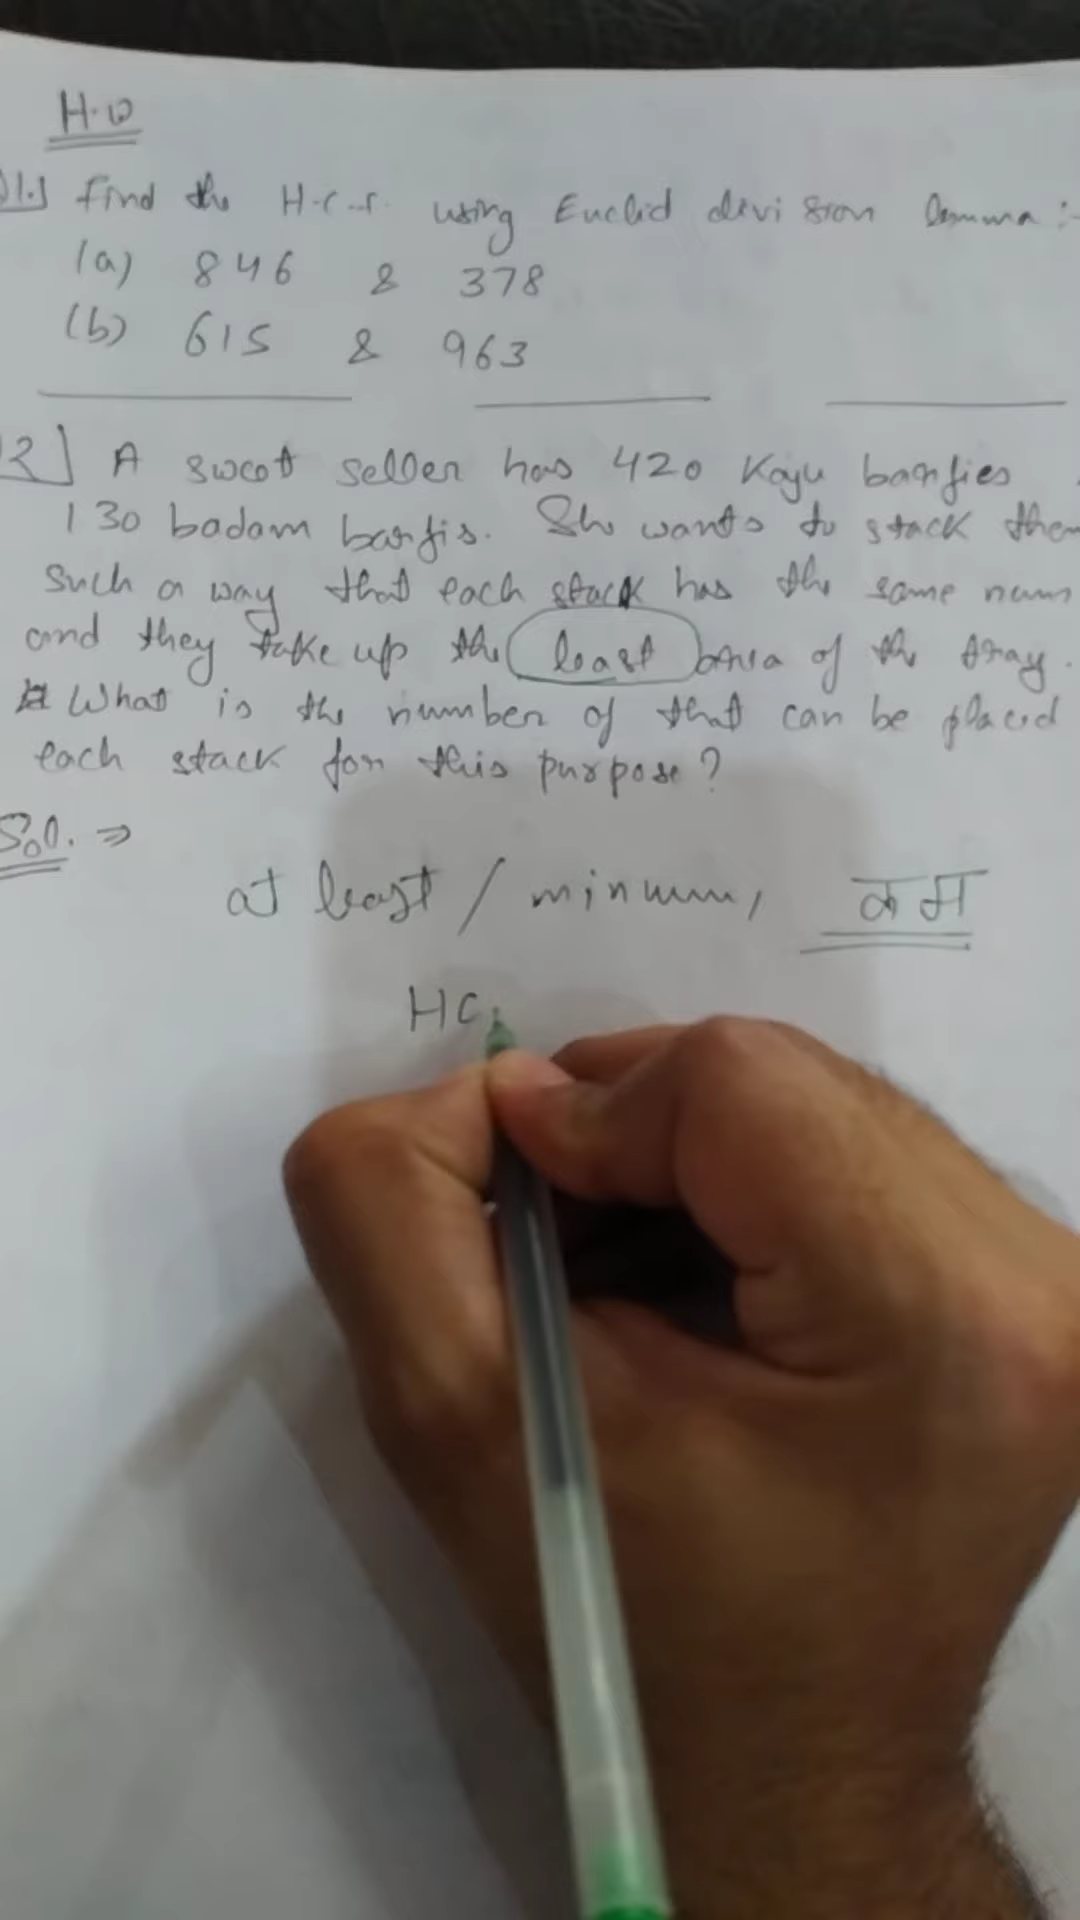 H.W
Q1.] Find the H.C.F. using Euclid division lemma :-
(a) 846 & 378
(b) 615 & 963
2] A sweet seller has 420 Kaju barfies
130 badam barfis. She wants to stack them
such a way that each stack has the same num
and they take up the least area of the tray.
What is the number of that can be placed
each stack for this purpose?
Sol. ⇒
at least / minimum, कम
HC